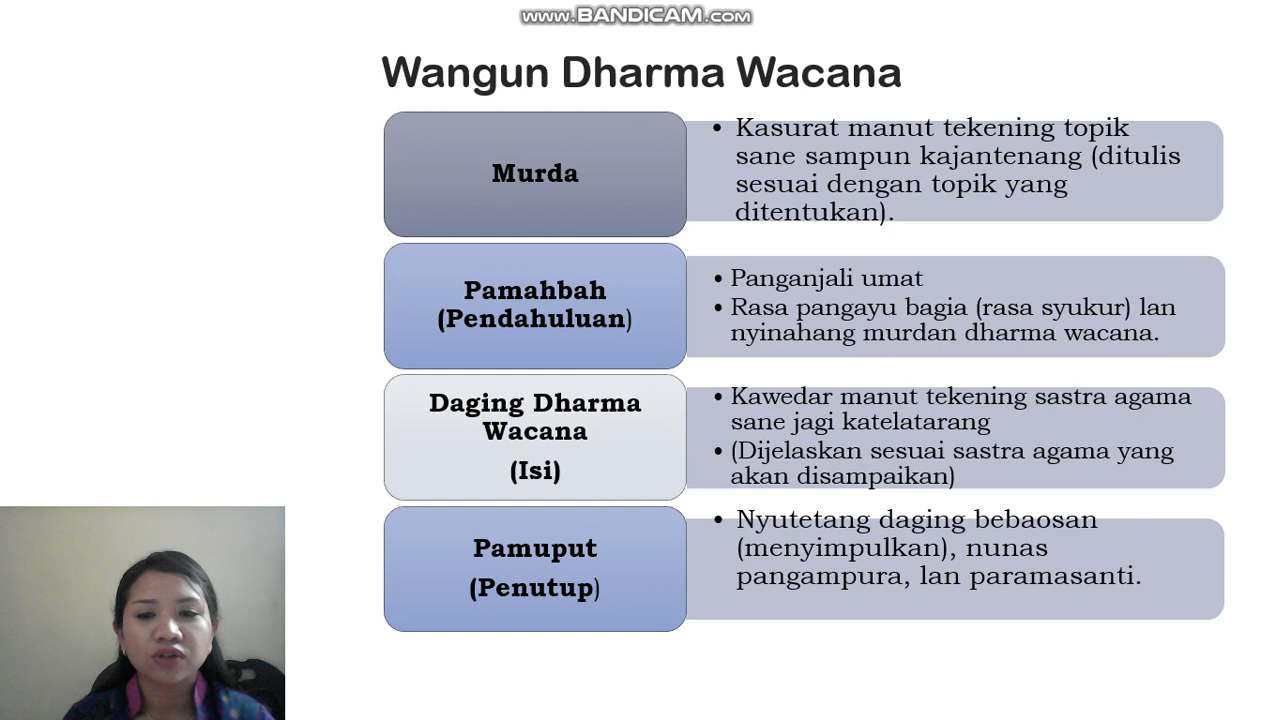 www.BANDICAM.com
Wangun Dharma Wacana
Murda
• Kasurat manut tekening topik
sane sampun kajantenang (ditulis
sesuai dengan topik yang
ditentukan).
Pamahbah
(Pendahuluan)
• Panganjali umat
• Rasa pangayu bagia (rasa syukur) lan
nyinahang murdan dharma wacana.
Daging Dharma
Wacana
(Isi)
• Kawedar manut tekening sastra agama
sane jagi katelatarang
• (Dijelaskan sesuai sastra agama yang
akan disampaikan)
Pamuput
(Penutup)
• Nyutetang daging bebaosan
(menyimpulkan), nunas
pangampura, lan paramasanti.